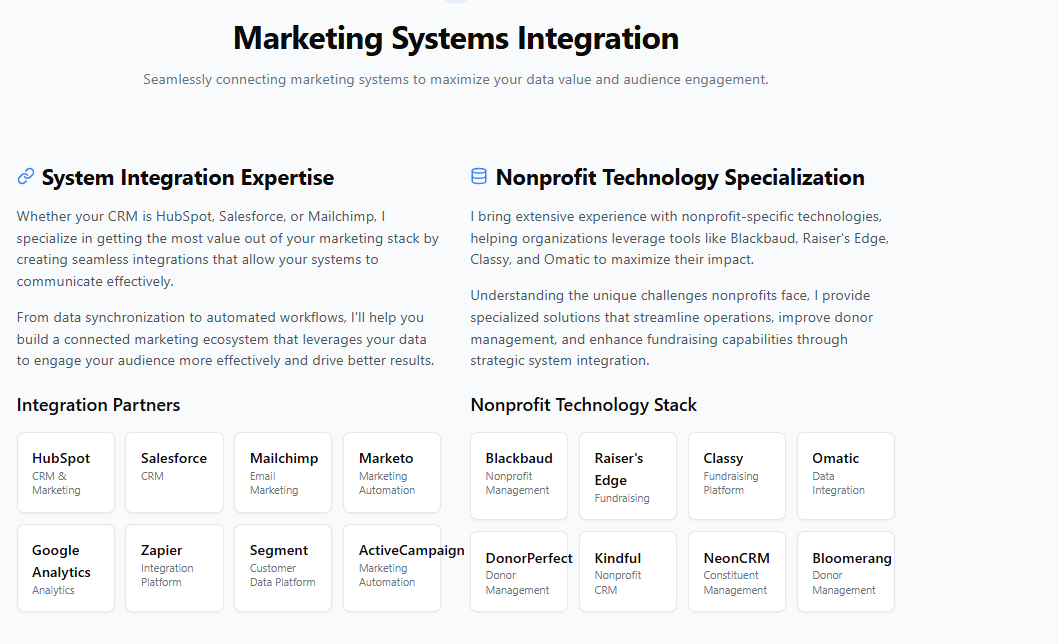 Marketing Systems Integration
Seamlessly connecting marketing systems to maximize your data value and audience engagement.
System Integration Expertise
Whether your CRM is HubSpot, Salesforce, or Mailchimp, I
specialize in getting the most value out of your marketing stack by
creating seamless integrations that allow your systems to
communicate effectively.
From data synchronization to automated workflows, I'll help you
build a connected marketing ecosystem that leverages your data
to engage your audience more effectively and drive better results.
Integration Partners
HubSpot
CRM &
Marketing
Salesforce
CRM
Mailchimp
Email
Marketing
Marketo
Marketing
Automation
Google
Analytics
Analytics
Zapier
Integration
Platform
Segment
Customer
Data Platform
ActiveCampaign
Marketing
Automation
Nonprofit Technology Specialization
I bring extensive experience with nonprofit-specific technologies,
helping organizations leverage tools like Blackbaud, Raiser's Edge,
Classy, and Omatic to maximize their impact.
Understanding the unique challenges nonprofits face, I provide
specialized solutions that streamline operations, improve donor
management, and enhance fundraising capabilities through
strategic system integration.
Nonprofit Technology Stack
Blackbaud
Nonprofit
Management
Raiser's
Edge
Fundraising
Classy
Fundraising
Platform
Omatic
Data
Integration
DonorPerfect
Donor
Management
Kindful
Nonprofit
CRM
NeonCRM
Constituent
Management
Bloomerang
Donor
Management